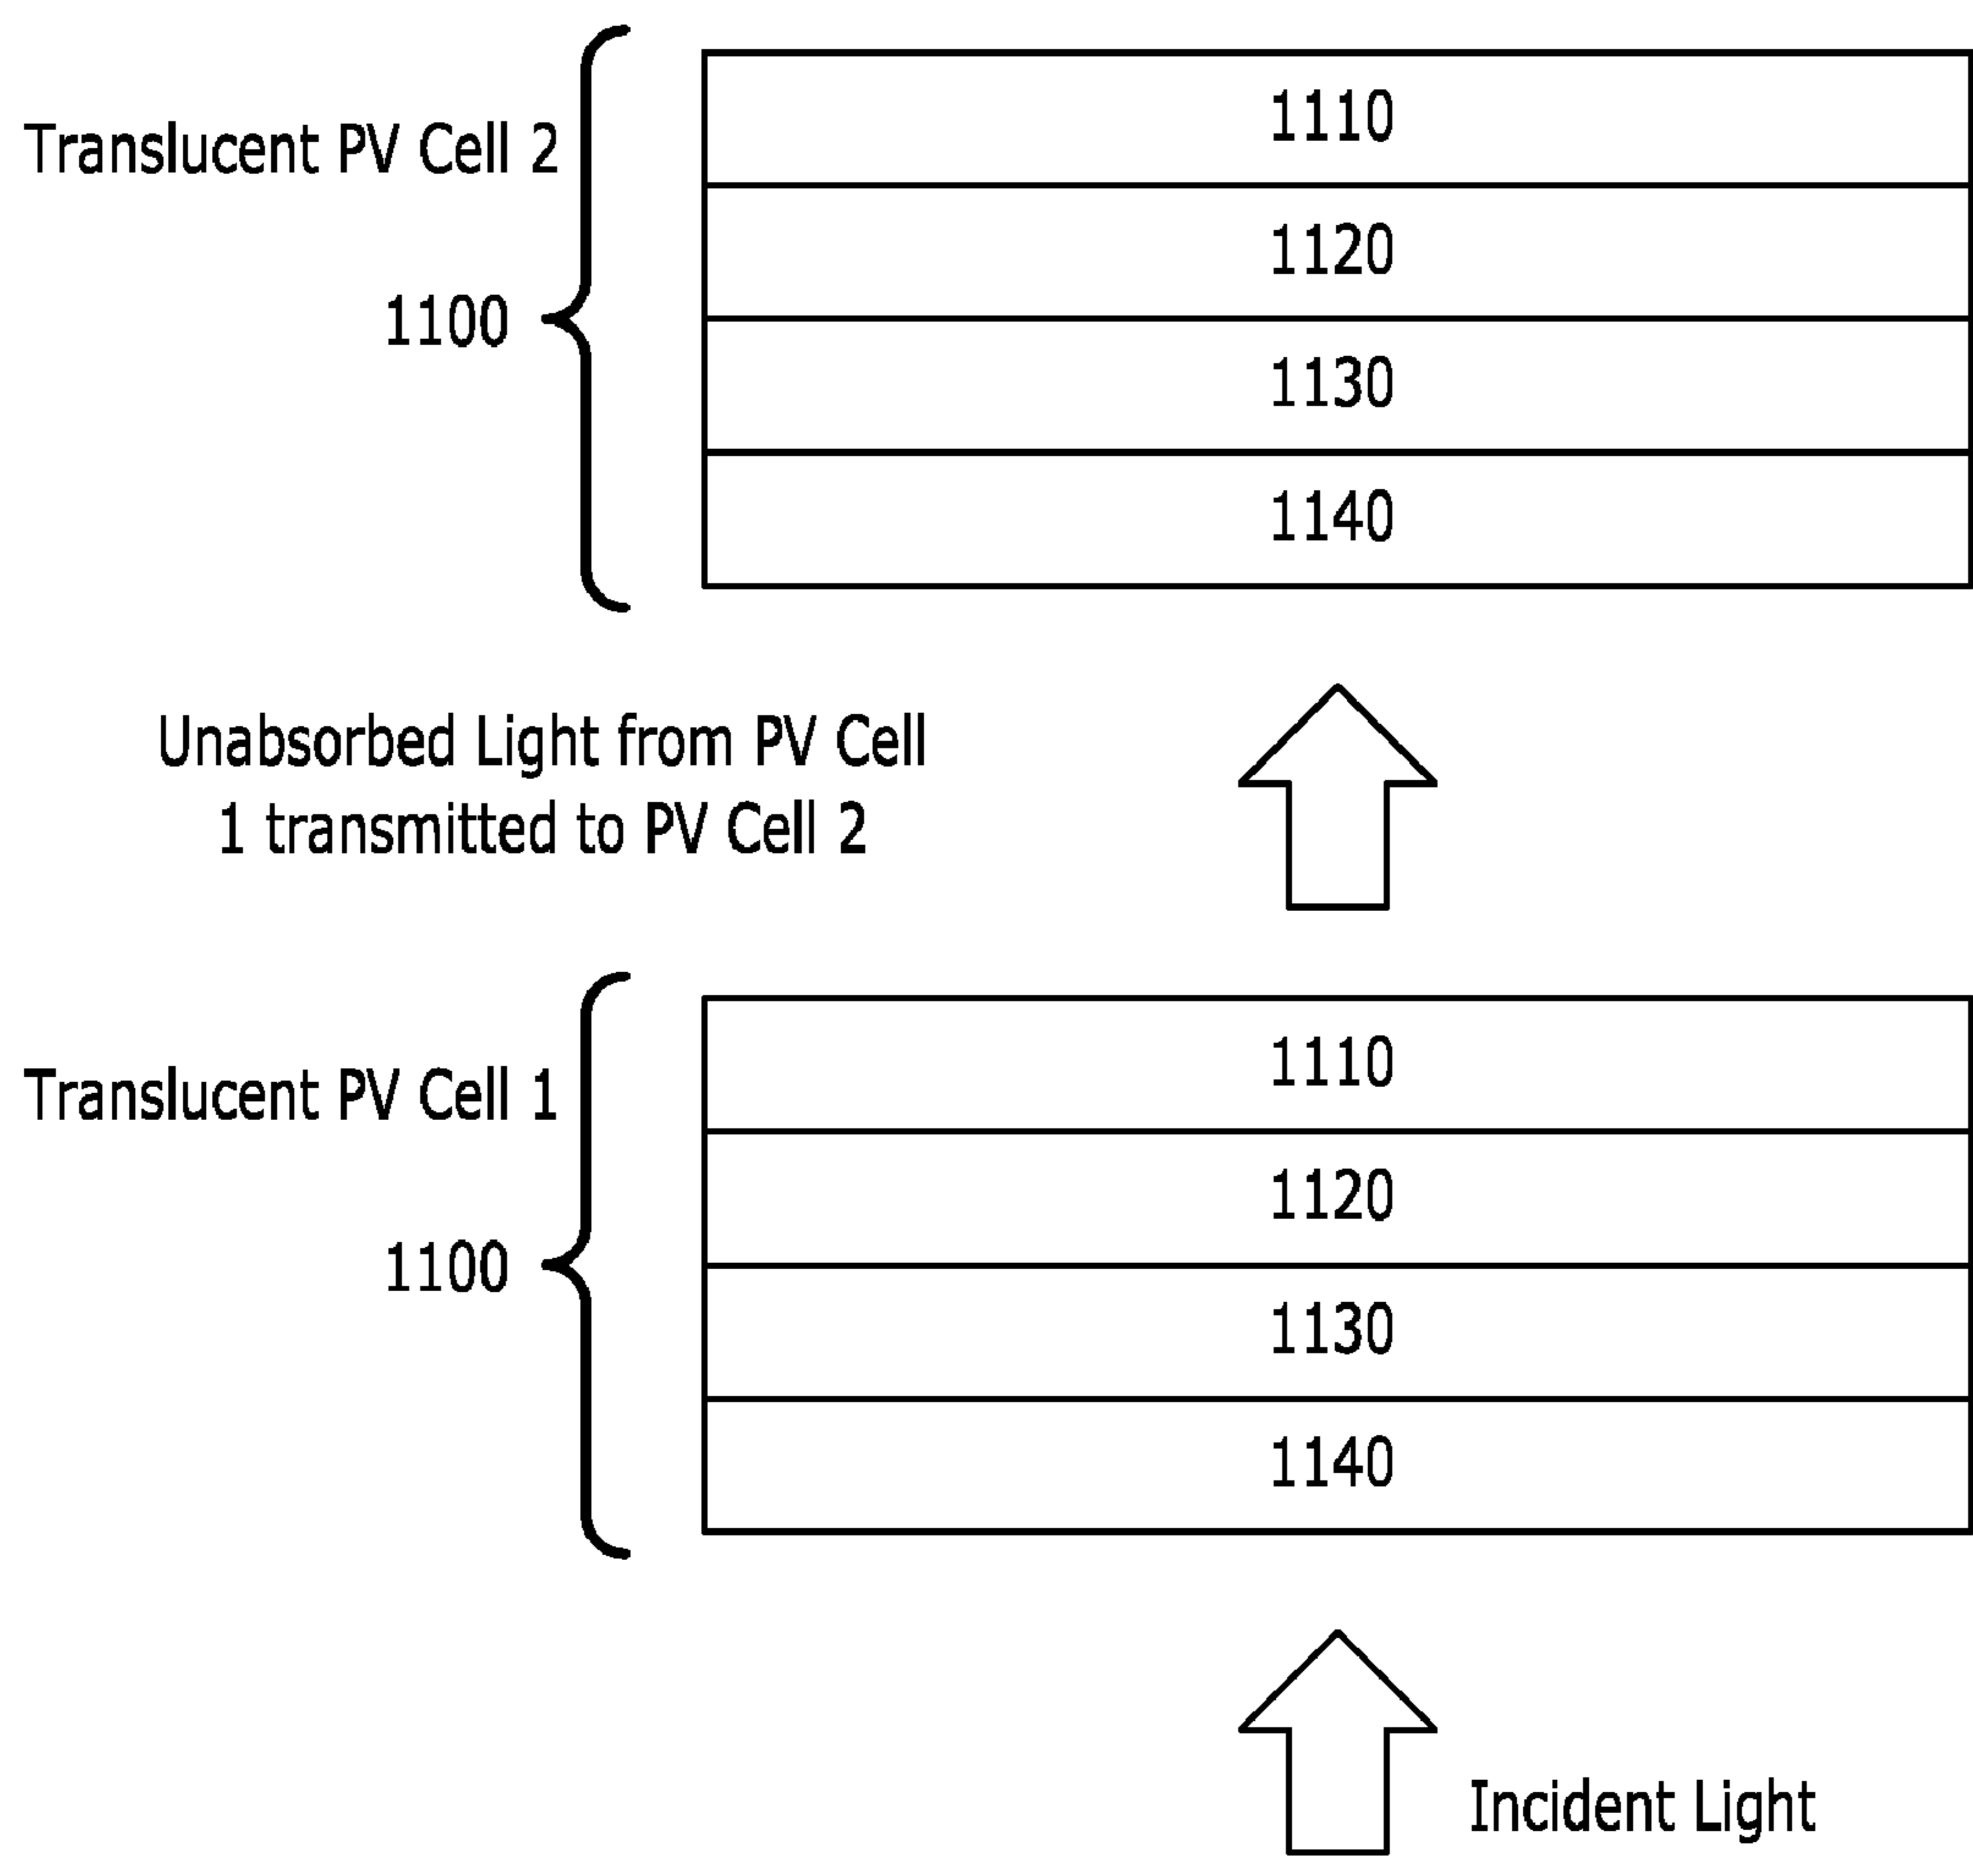 1110
Translucent PV Cell 2
1120
1100
1130
1140
Unabsorbed Light from PV Cell
1 transmitted to PV Cell 2
1110
Translucent PV Cell 1
1120
1100
1130
1140
Incident Light